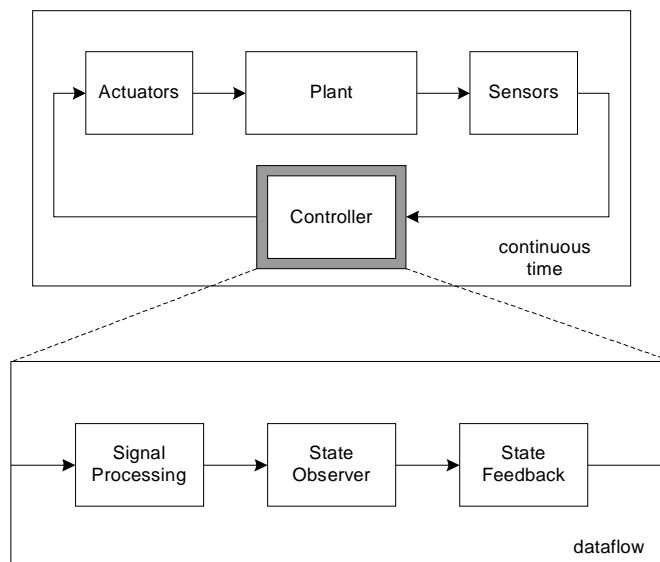 Actuators
Plant
Sensors
Controller
continuous
time
Signal
Processing
State
Observer
State
Feedback
dataflow